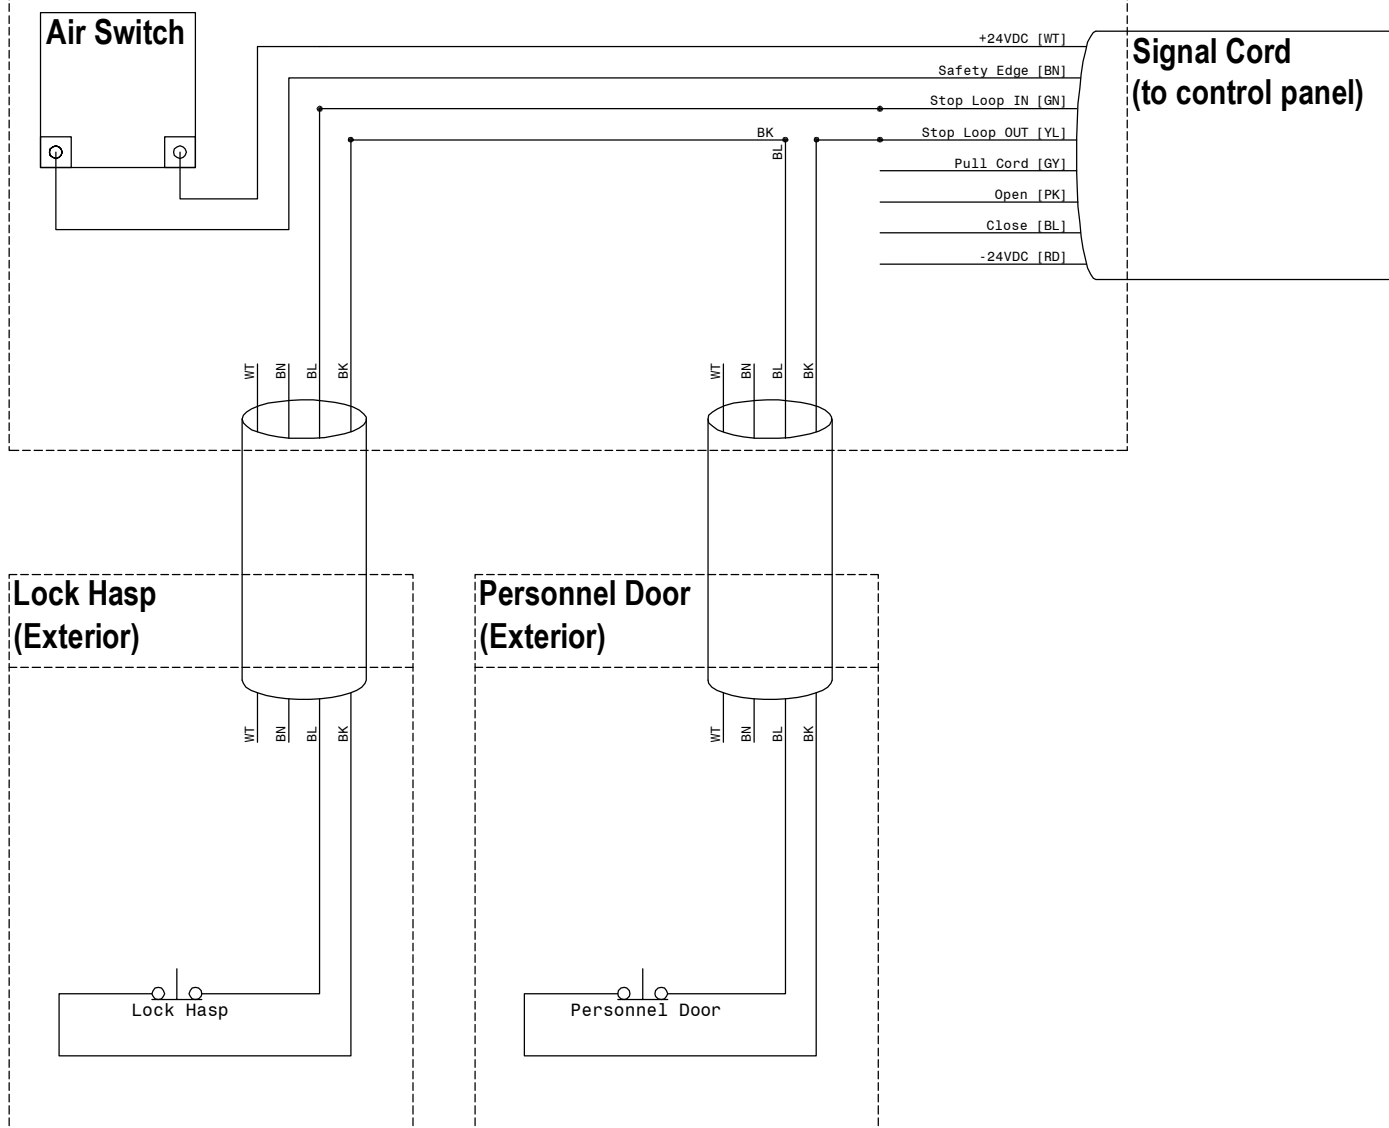 Air Switch
+24VDC [WT]
Signal Cord
(to control panel)
Safety Edge [BN]
Stop Loop IN [GN]
BK
BL
Stop Loop OUT [YL]
Pull Cord [GY]
Open [PK]
Close [BL]
-24VDC [RD]
WT BN BL BK
WT BN BL BK
Lock Hasp
(Exterior)
Personnel Door
(Exterior)
WT BN BL BK
WT BN BL BK
Lock Hasp
Personnel Door